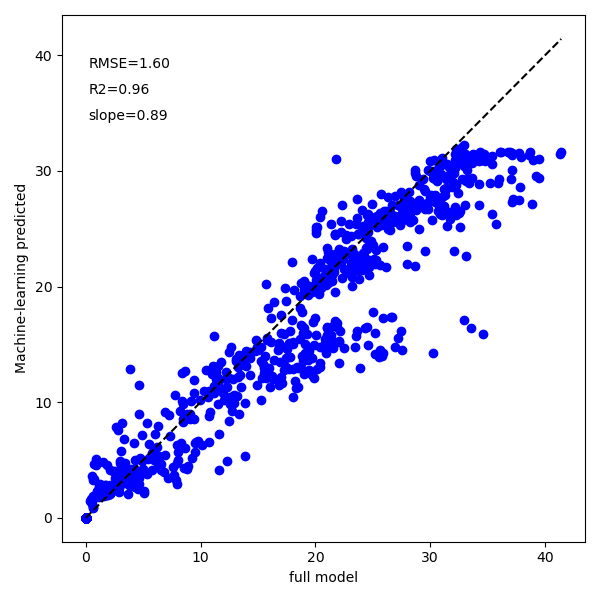 RMSE=1.60
R2=0.96
slope=0.89
Machine-learning predicted
40
30
20
10
0
0 10 20 30 40
full model